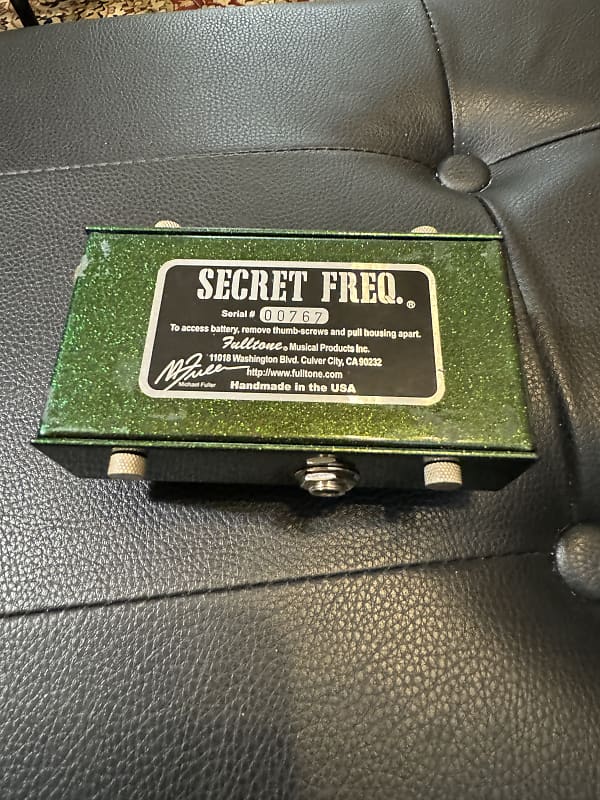 SECRET FREQ.®
Serial # 00767
To access battery, remove thumb-screws and pull housing apart.
Fulltone® Musical Products Inc.
11018 Washington Blvd. Culver City, CA 90232
http://www.fulltone.com
M Fuller
Michael Fuller
Handmade in the USA